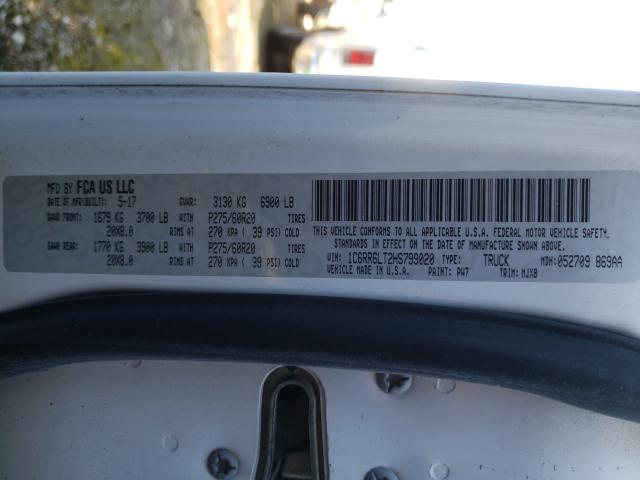 MFD BY FCA US LLC
DATE OF MFR(BUILT): 5-17 GVWR: 3130 KG 6900 LB
GAWR FRONT: 1679 KG 3700 LB WITH P275/60R20 TIRES
20X8.0 RIMS AT 270 KPA ( 39 PSI) COLD
GAWR REAR: 1770 KG 3900 LB WITH P275/60R20 TIRES
20X8.0 RIMS AT 270 KPA ( 39 PSI) COLD
THIS VEHICLE CONFORMS TO ALL APPLICABLE U.S.A. FEDERAL MOTOR VEHICLE SAFETY,
STANDARDS IN EFFECT ON THE DATE OF MANUFACTURE SHOWN ABOVE.
VIN: 1C6RR6LT2HS799020 TYPE: TRUCK MDH: 052709 869AA
VEHICLE MADE IN U.S.A. PAINT: PW7 TRIM: MJX8